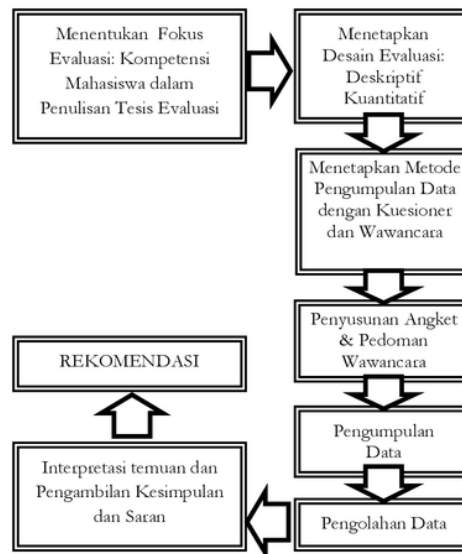 Menentukan Fokus
Evaluasi: Kompetensi
Mahasiswa dalam
Penulisan Tesis Evaluasi
Menetapkan
Desain Evaluasi:
Deskriptif
Kuantitatif
Menetapkan Metode
Pengumpulan Data
dengan Kuesioner
dan Wawancara
Penyusunan Angket
& Pedoman
Wawancara
Pengumpulan
Data
Pengolahan Data
Interpretasi temuan dan
Pengambilan Kesimpulan
dan Saran
REKOMENDASI